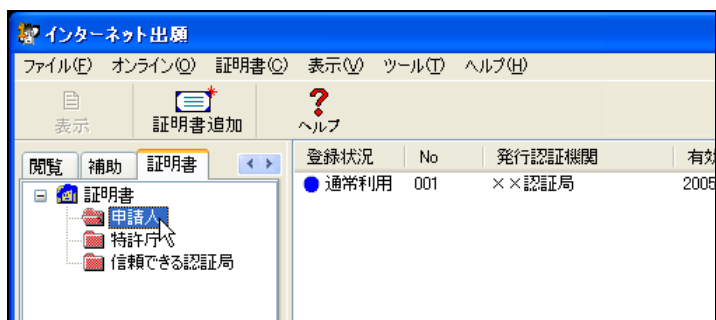 インターネット出願
ファイル(F) オンライン(O) 証明書(C) 表示(V) ツール(T) ヘルプ(H)
表示 証明書追加 ヘルプ
閲覧 補助 証明書
登録状況 No 発行認証機関 有効
通常利用 001 ××認証局 2005
証明書
申請人
特許庁
信頼できる認証局